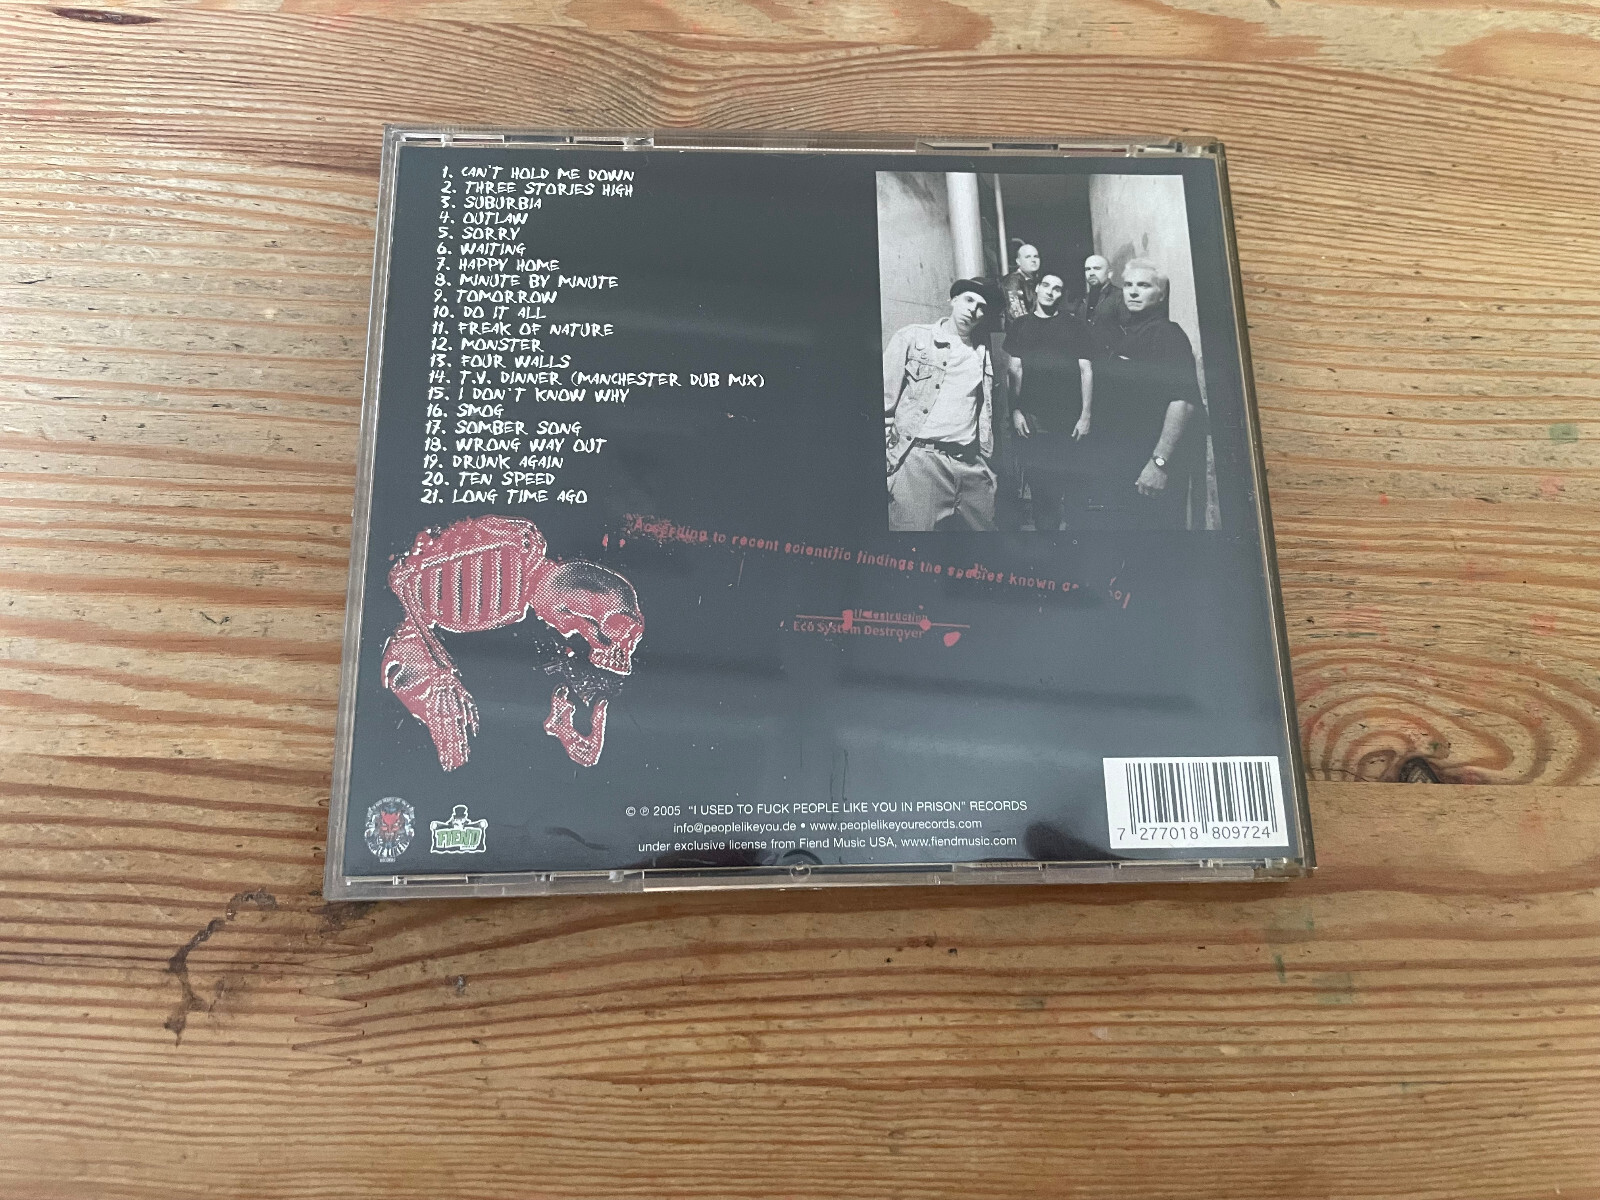 1. CAN'T HOLD ME DOWN
2. THREE STORIES HIGH
3. SUBURBIA
4. OUTLAW
5. SORRY
6. WAITING
7. HAPPY HOME
8. MINUTE BY MINUTE
9. TOMORROW
10. DO IT ALL
11. FREAK OF NATURE
12. MONSTER
13. FOUR WALLS
14. T.V. DINNER (MANCHESTER DUB MIX)
15. I DON'T KNOW WHY
16. SMOG
17. SOMBER SONG
18. WRONG WAY OUT
19. DRUNK AGAIN
20. TEN SPEED
21. LONG TIME AGO
According to recent scientific findings the species known
Eco System Destroyer
FIEND
© ℗ 2005 "I USED TO FUCK PEOPLE LIKE YOU IN PRISON" RECORDS
info@peoplelikeyou.de • www.peoplelikeyourecords.com
under exclusive license from Fiend Music USA, www.fiendmusic.com
7 277018 809724